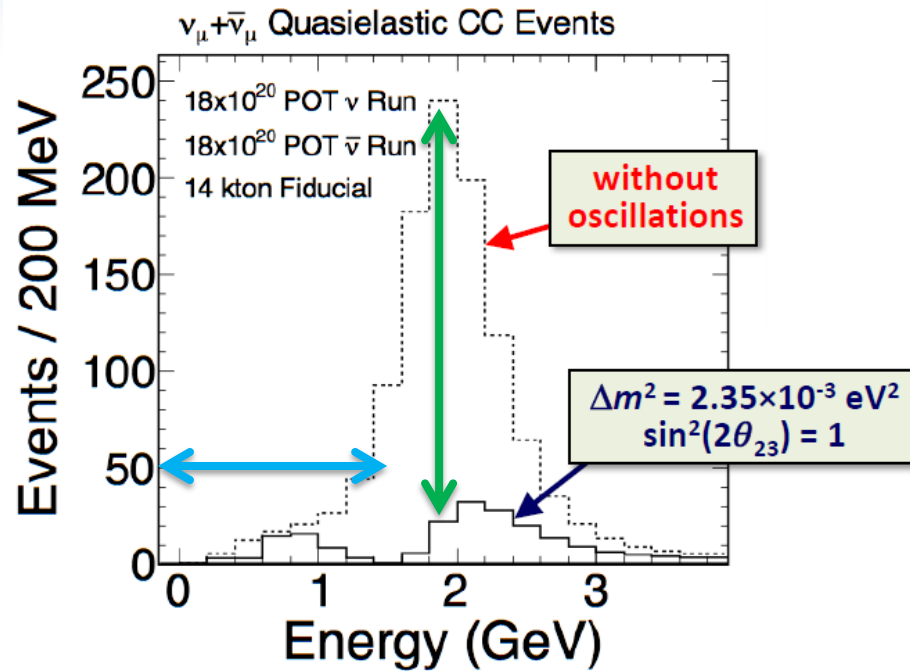 νμ+ν̄μ Quasielastic CC Events
250
200
150
100
50
0
Events / 200 MeV
18x10²⁰ POT ν Run
18x10²⁰ POT ν̄ Run
14 kton Fiducial
without
oscillations
Δm² = 2.35×10⁻³ eV²
sin²(2θ₂₃) = 1
0 1 2 3
Energy (GeV)